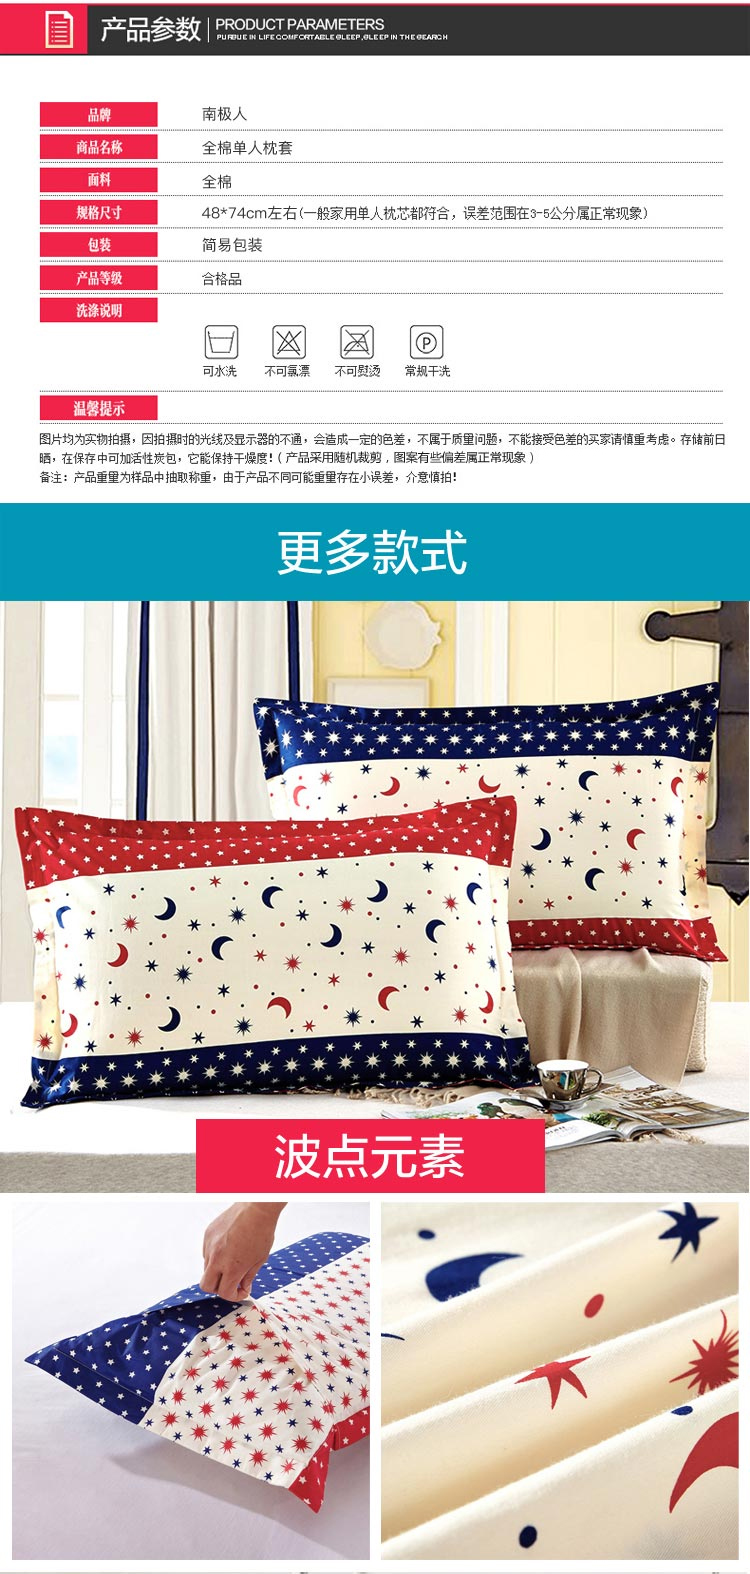 产品参数
PRODUCT PARAMETERS
PURBUE IN LIFE COMFORTABLE GLEEP,GLEEP IN THE GEARCH
品牌 南极人
商品名称 全棉单人枕套
面料 全棉
规格尺寸 48*74cm左右(一般家用单人枕芯都符合，误差范围在3-5公分属正常现象)
包装 简易包装
产品等级 合格品
洗涤说明
P
可水洗 不可氯漂 不可熨烫 常规干洗
温馨提示
图片均为实物拍摄，因拍摄时的光线及显示器的不通，会造成一定的色差，不属于质量问题，不能接受色差的买家请慎重考虑。存储前日
晒，在保存中可加活性炭包，它能保持干燥度！(产品采用随机裁剪，图案有些偏差属正常现象)
备注：产品重量为样品中抽取称重，由于产品不同可能重量存在小误差，介意慎拍！
更多款式
波点元素